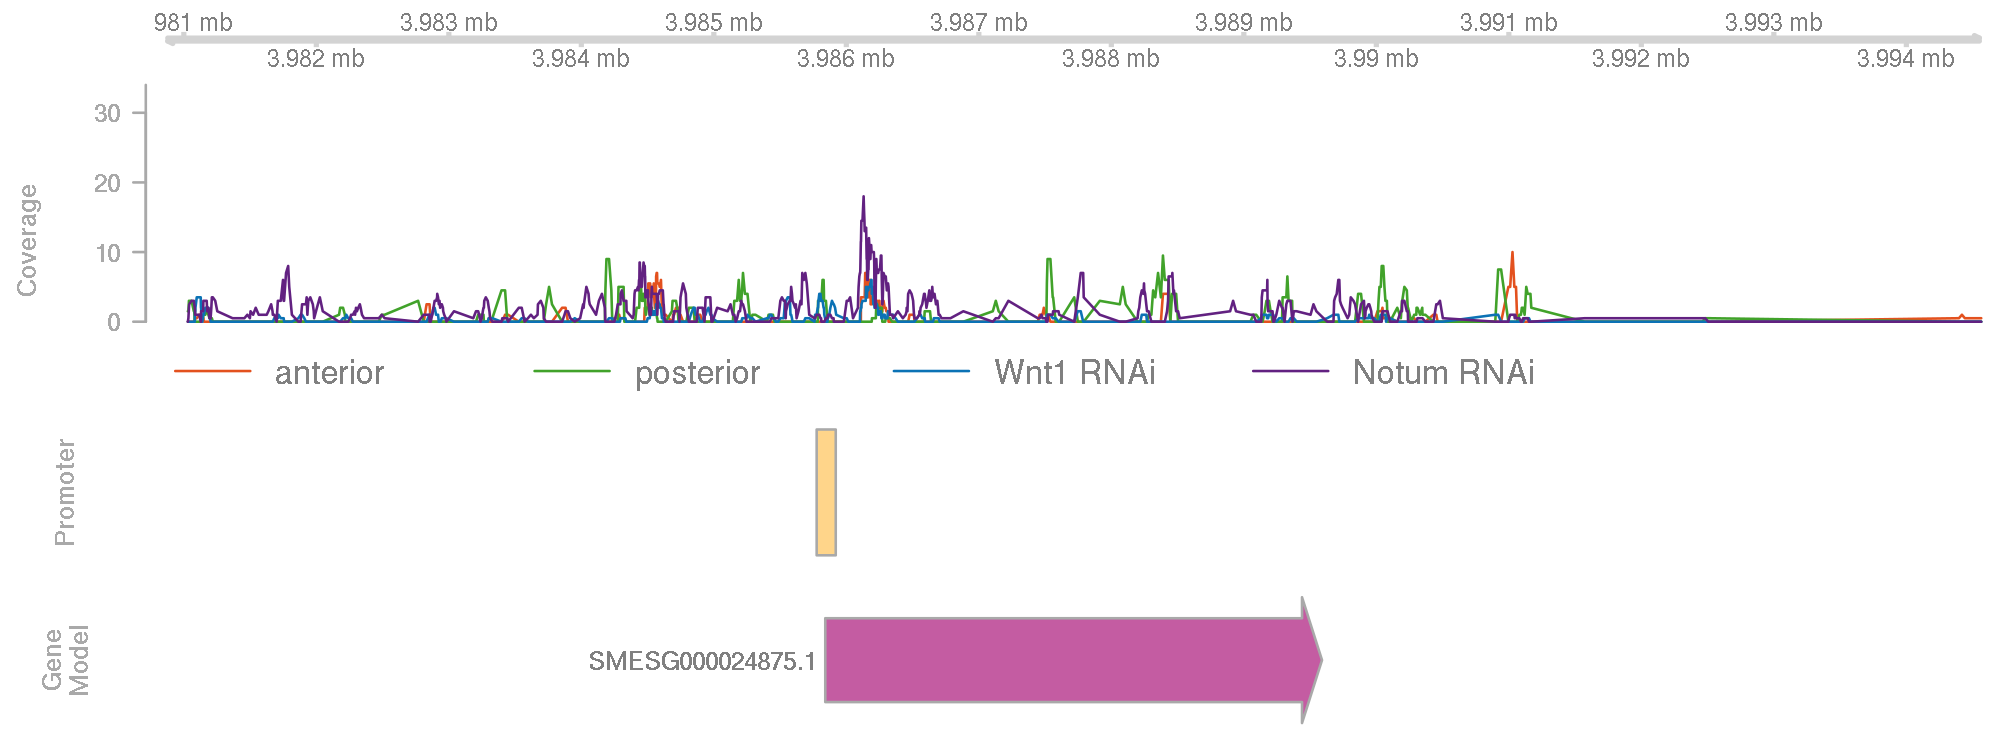 981 mb 3.983 mb 3.985 mb 3.987 mb 3.989 mb 3.991 mb 3.993 mb
3.982 mb 3.984 mb 3.986 mb 3.988 mb 3.99 mb 3.992 mb 3.994 mb
Coverage
30
20
10
0
anterior posterior Wnt1 RNAi Notum RNAi
Promoter
Gene
Model
SMESG000024875.1